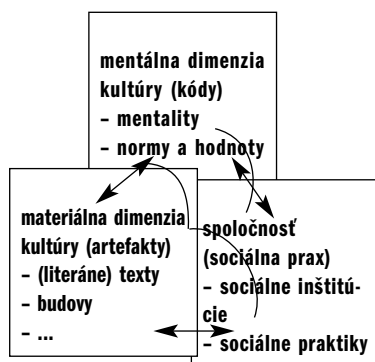 mentálna dimenzia
kultúry (kódy)
– mentality
– normy a hodnoty
materiálna dimenzia
kultúry (artefakty)
– (literáne) texty
– budovy
– ...
spoločnosť
(sociálna prax)
– sociálne inštitú-
cie
– sociálne praktiky